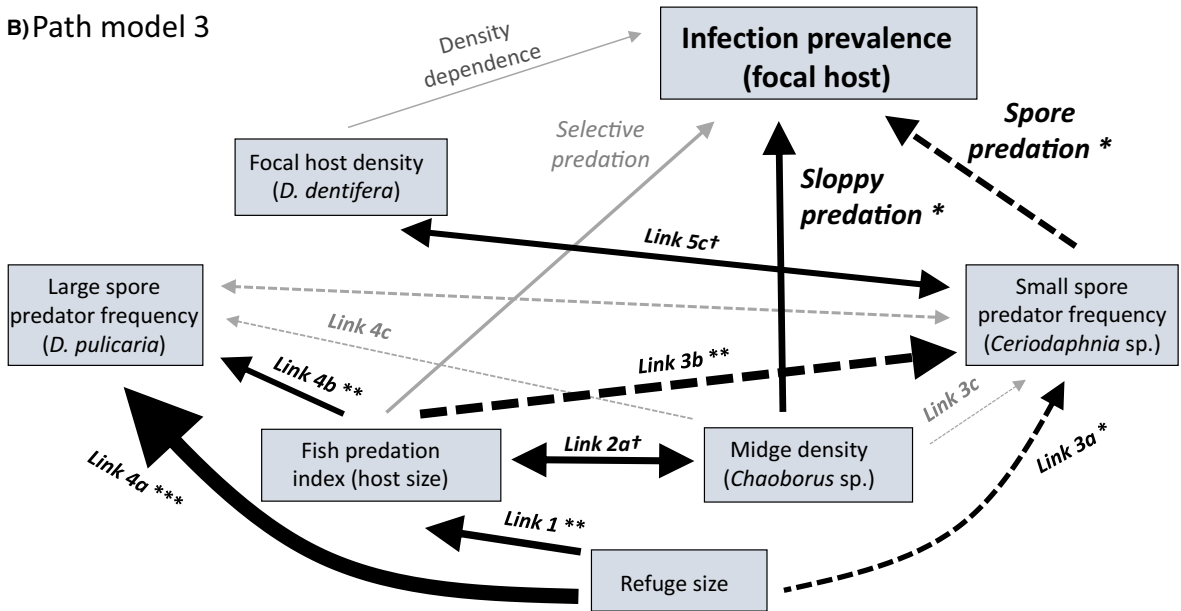 B) Path model 3
Density
dependence
Infection prevalence
(focal host)
Selective
predation
Spore
predation *
Focal host density
(D. dentifera)
Sloppy
predation *
Link 5c†
Large spore
predator frequency
(D. pulicaria)
Small spore
predator frequency
(Ceriodaphnia sp.)
Link 4c
Link 4b **
Link 3b **
Link 3c
Fish predation
index (host size)
Link 2a†
Midge density
(Chaoborus sp.)
Link 3a *
Link 4a ***
Link 1 **
Refuge size